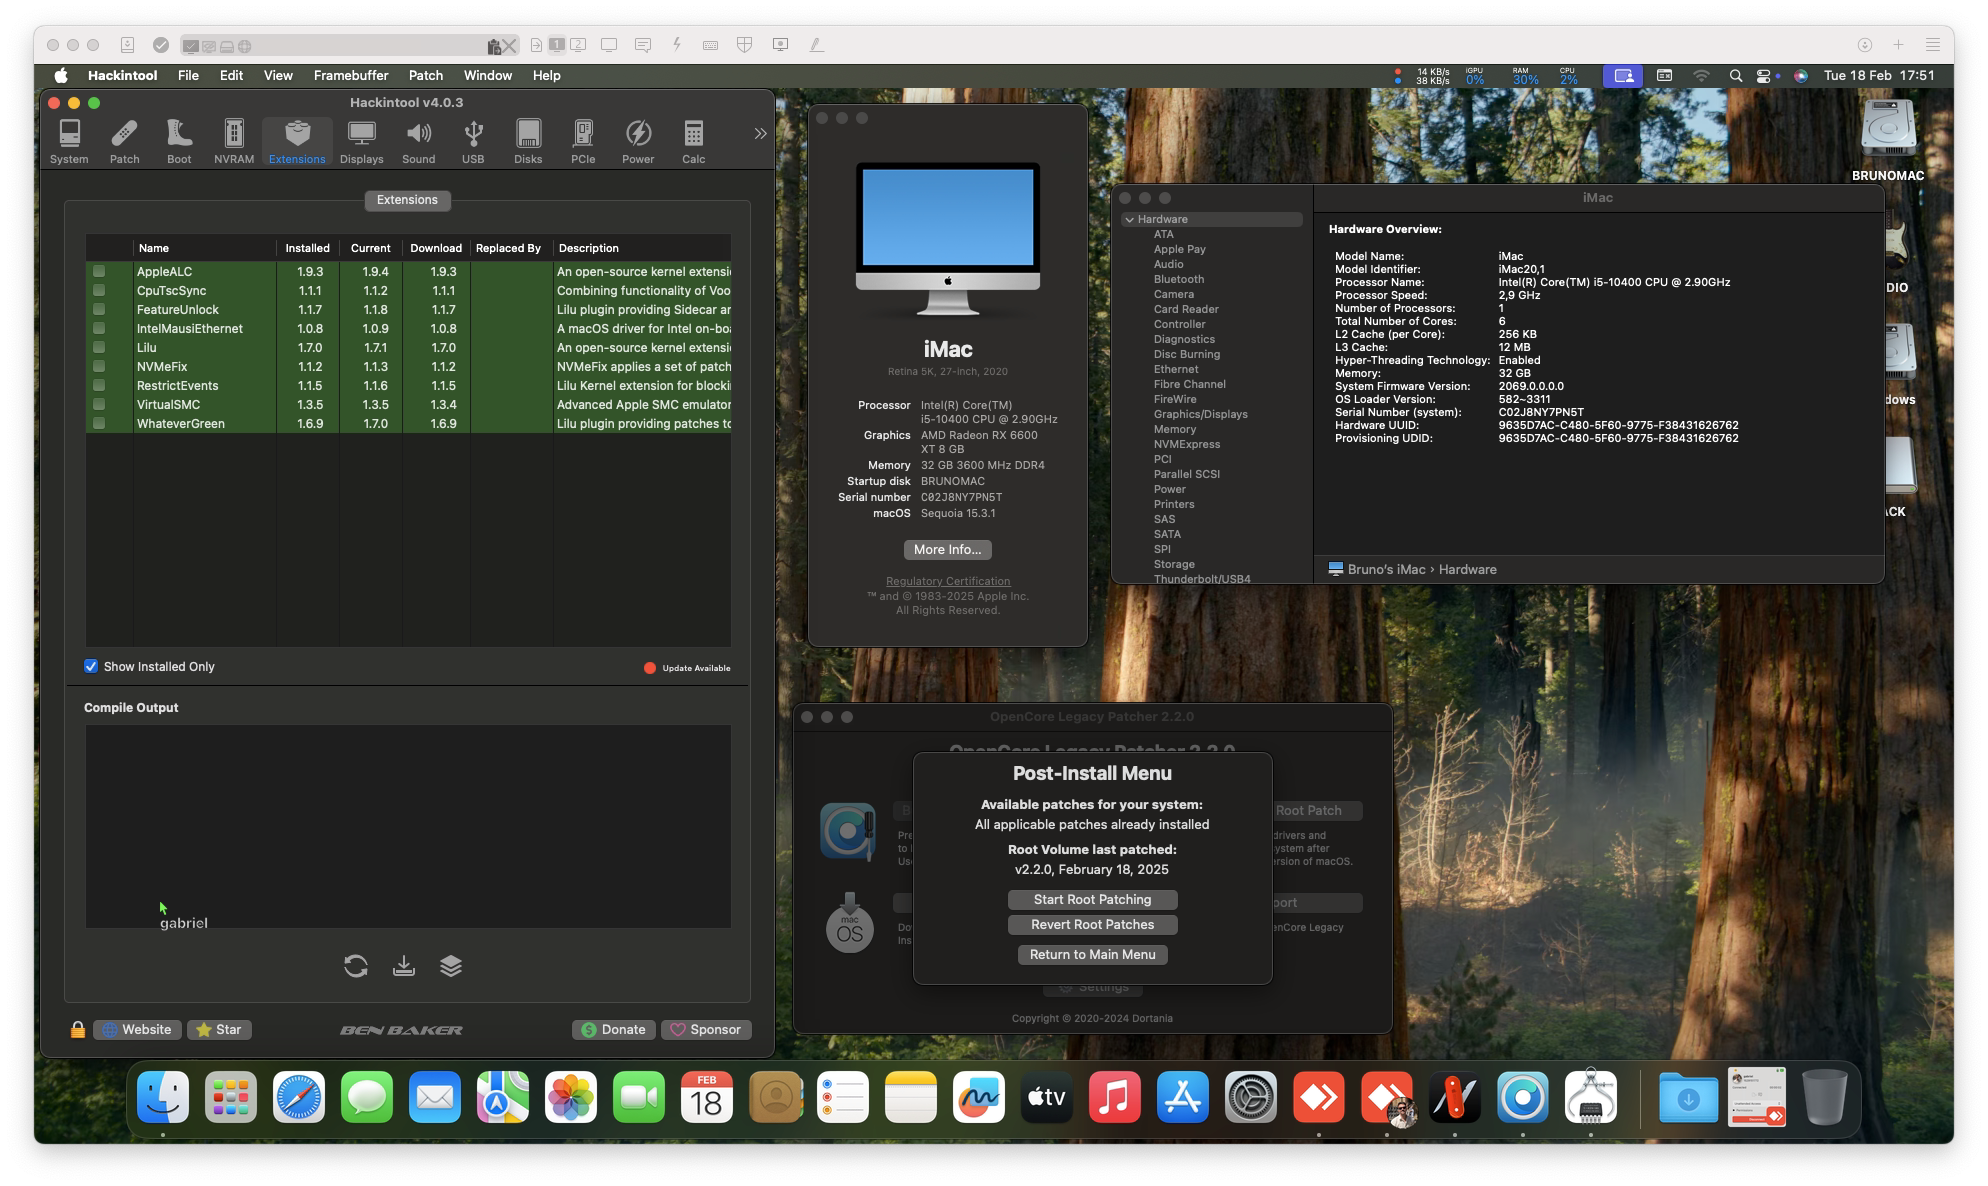 1
2
Hackintool File Edit View Framebuffer Patch Window Help
14 KB/s
38 KB/s
iGPU
0%
RAM
30%
CPU
2%
Tue 18 Feb 17:51
Hackintool v4.0.3
System Patch Boot NVRAM Extensions Displays Sound USB Disks PCIe Power Calc
Extensions
Name Installed Current Download Replaced By Description
AppleALC 1.9.3 1.9.4 1.9.3 An open-source kernel extensi
CpuTscSync 1.1.1 1.1.2 1.1.1 Combining functionality of Voo
FeatureUnlock 1.1.7 1.1.8 1.1.7 Lilu plugin providing Sidecar ar
IntelMausiEthernet 1.0.8 1.0.9 1.0.8 A macOS driver for Intel on-boa
Lilu 1.7.0 1.7.1 1.7.0 An open-source kernel extensi
NVMeFix 1.1.2 1.1.3 1.1.2 NVMeFix applies a set of patch
RestrictEvents 1.1.5 1.1.6 1.1.5 Lilu Kernel extension for blocki
VirtualSMC 1.3.5 1.3.5 1.3.4 Advanced Apple SMC emulator
WhateverGreen 1.6.9 1.7.0 1.6.9 Lilu plugin providing patches to
Show Installed Only
Update Available
Compile Output
gabriel
Website
Star
BEN BAKER
Donate
Sponsor
iMac
Retina 5K, 27-inch, 2020
Processor Intel(R) Core(TM)
i5-10400 CPU @ 2.90GHz
Graphics AMD Radeon RX 6600
XT 8 GB
Memory 32 GB 3600 MHz DDR4
Startup disk BRUNOMAC
Serial number C02J8NY7PN5T
macOS Sequoia 15.3.1
More Info...
Regulatory Certification
™ and © 1983-2025 Apple Inc.
All Rights Reserved.
iMac
Hardware
ATA
Apple Pay
Audio
Bluetooth
Camera
Card Reader
Controller
Diagnostics
Disc Burning
Ethernet
Fibre Channel
FireWire
Graphics/Displays
Memory
NVMExpress
PCI
Parallel SCSI
Power
Printers
SAS
SATA
SPI
Storage
Thunderbolt/USB4
Hardware Overview:
Model Name: iMac
Model Identifier: iMac20,1
Processor Name: Intel(R) Core(TM) i5-10400 CPU @ 2.90GHz
Processor Speed: 2,9 GHz
Number of Processors: 1
Total Number of Cores: 6
L2 Cache (per Core): 256 KB
L3 Cache: 12 MB
Hyper-Threading Technology: Enabled
Memory: 32 GB
System Firmware Version: 2069.0.0.0.0
OS Loader Version: 582~3311
Serial Number (system): C02J8NY7PN5T
Hardware UUID: 9635D7AC-C480-5F60-9775-F38431626762
Provisioning UDID: 9635D7AC-C480-5F60-9775-F38431626762
Bruno's iMac › Hardware
BRUNOMAC
DIO
dows
ACK
OpenCore Legacy Patcher 2.2.0
OpenCore Legacy Patcher 2.2.0
Post-Install Menu
Available patches for your system:
All applicable patches already installed
Root Volume last patched:
v2.2.0, February 18, 2025
Start Root Patching
Revert Root Patches
Return to Main Menu
B
Pre
to i
Use
Root Patch
drivers and
ystem after
ersion of macOS.
mac
OS
Do
Ins
port
enCore Legacy
Settings
Copyright © 2020-2024 Dortania
FEB
18
tv